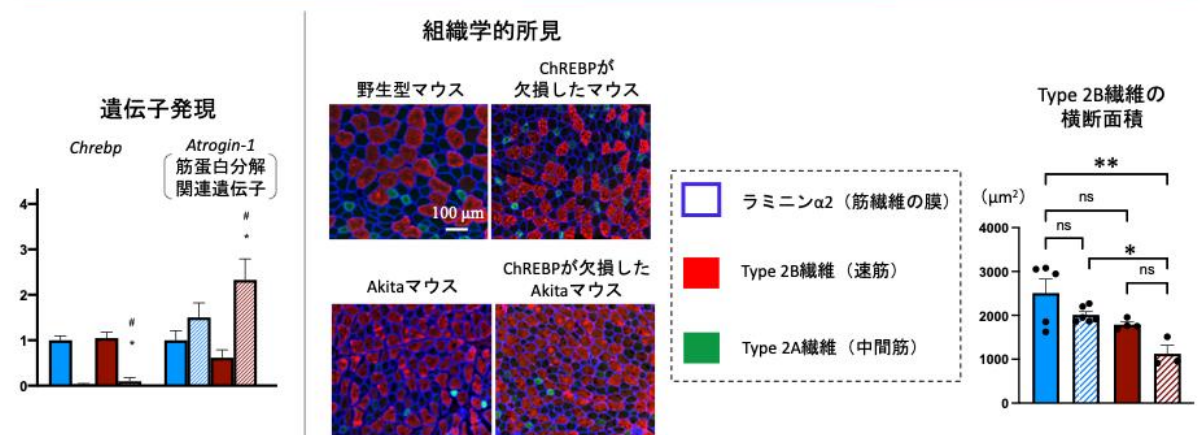 遺伝子発現
Chrebp
Atrogin-1
筋蛋白分解
関連遺伝子
4
3
2
1
0
#
*
#
*
組織学的所見
野生型マウス
ChREBPが
欠損したマウス
100 μm
Akitaマウス
ChREBPが欠損した
Akitaマウス
ラミニンα2（筋繊維の膜）
Type 2B繊維（速筋）
Type 2A繊維（中間筋）
Type 2B繊維の
横断面積
（μm²）
**
ns
ns
*
ns
4000
3000
2000
1000
0